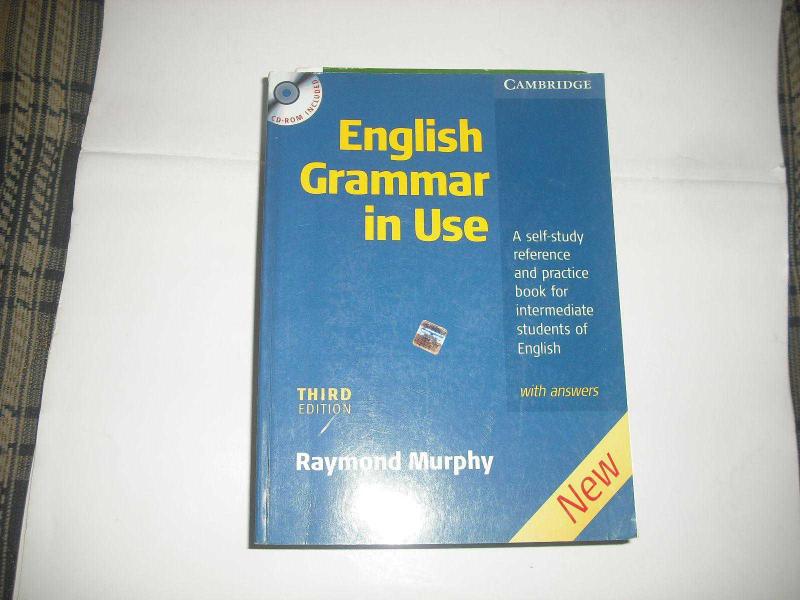 CD-ROM INCLUDED
CAMBRIDGE
English
Grammar
in Use
A self-study
reference
and practice
book for
intermediate
students of
English
with answers
THIRD
EDITION
Raymond Murphy
New